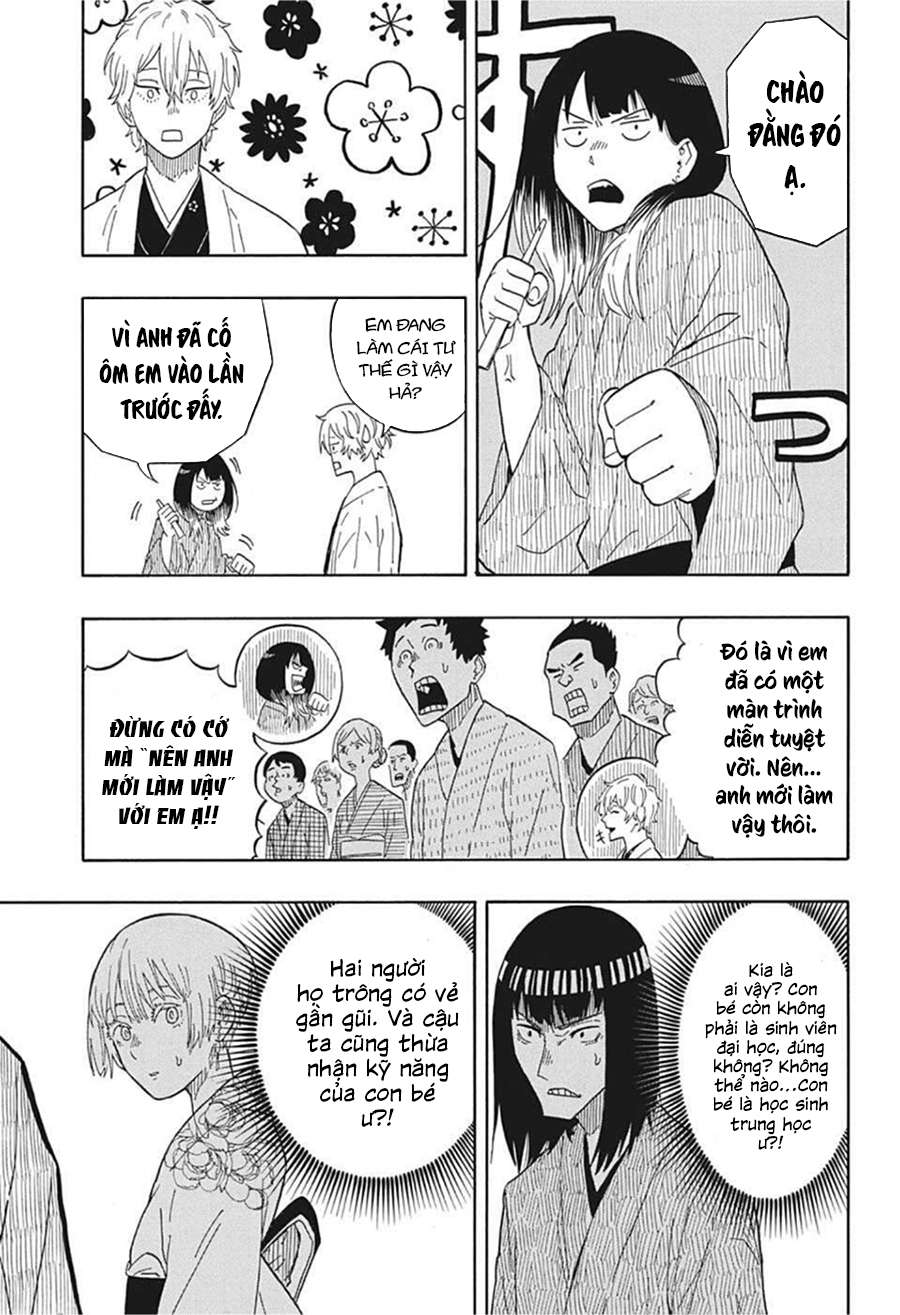 CHÀO
ĐẰNG ĐÓ
Ạ.
EM ĐANG
LÀM CÁI TƯ
THẾ GÌ VẬY
HẢ?
VÌ ANH ĐÃ CỐ
ÔM EM VÀO LẦN
TRƯỚC ĐẤY.
Đó là vì em
đã có một
màn trình
diễn tuyệt
vời. Nên...
anh mới làm
vậy thôi.
ĐỪNG CÓ CỚ
MÀ “NÊN ANH
MỚI LÀM VẬY”
VỚI EM Ạ!!
Kia là
ai vậy? Con
bé còn không
phải là sinh viên
đại học, đúng
không? Không
thể nào...Con
bé là học sinh
trung học
ư?!
Hai người
họ trông có vẻ
gần gũi. Và cậu
ta cũng thừa
nhận kỹ năng
của con bé
ư?!